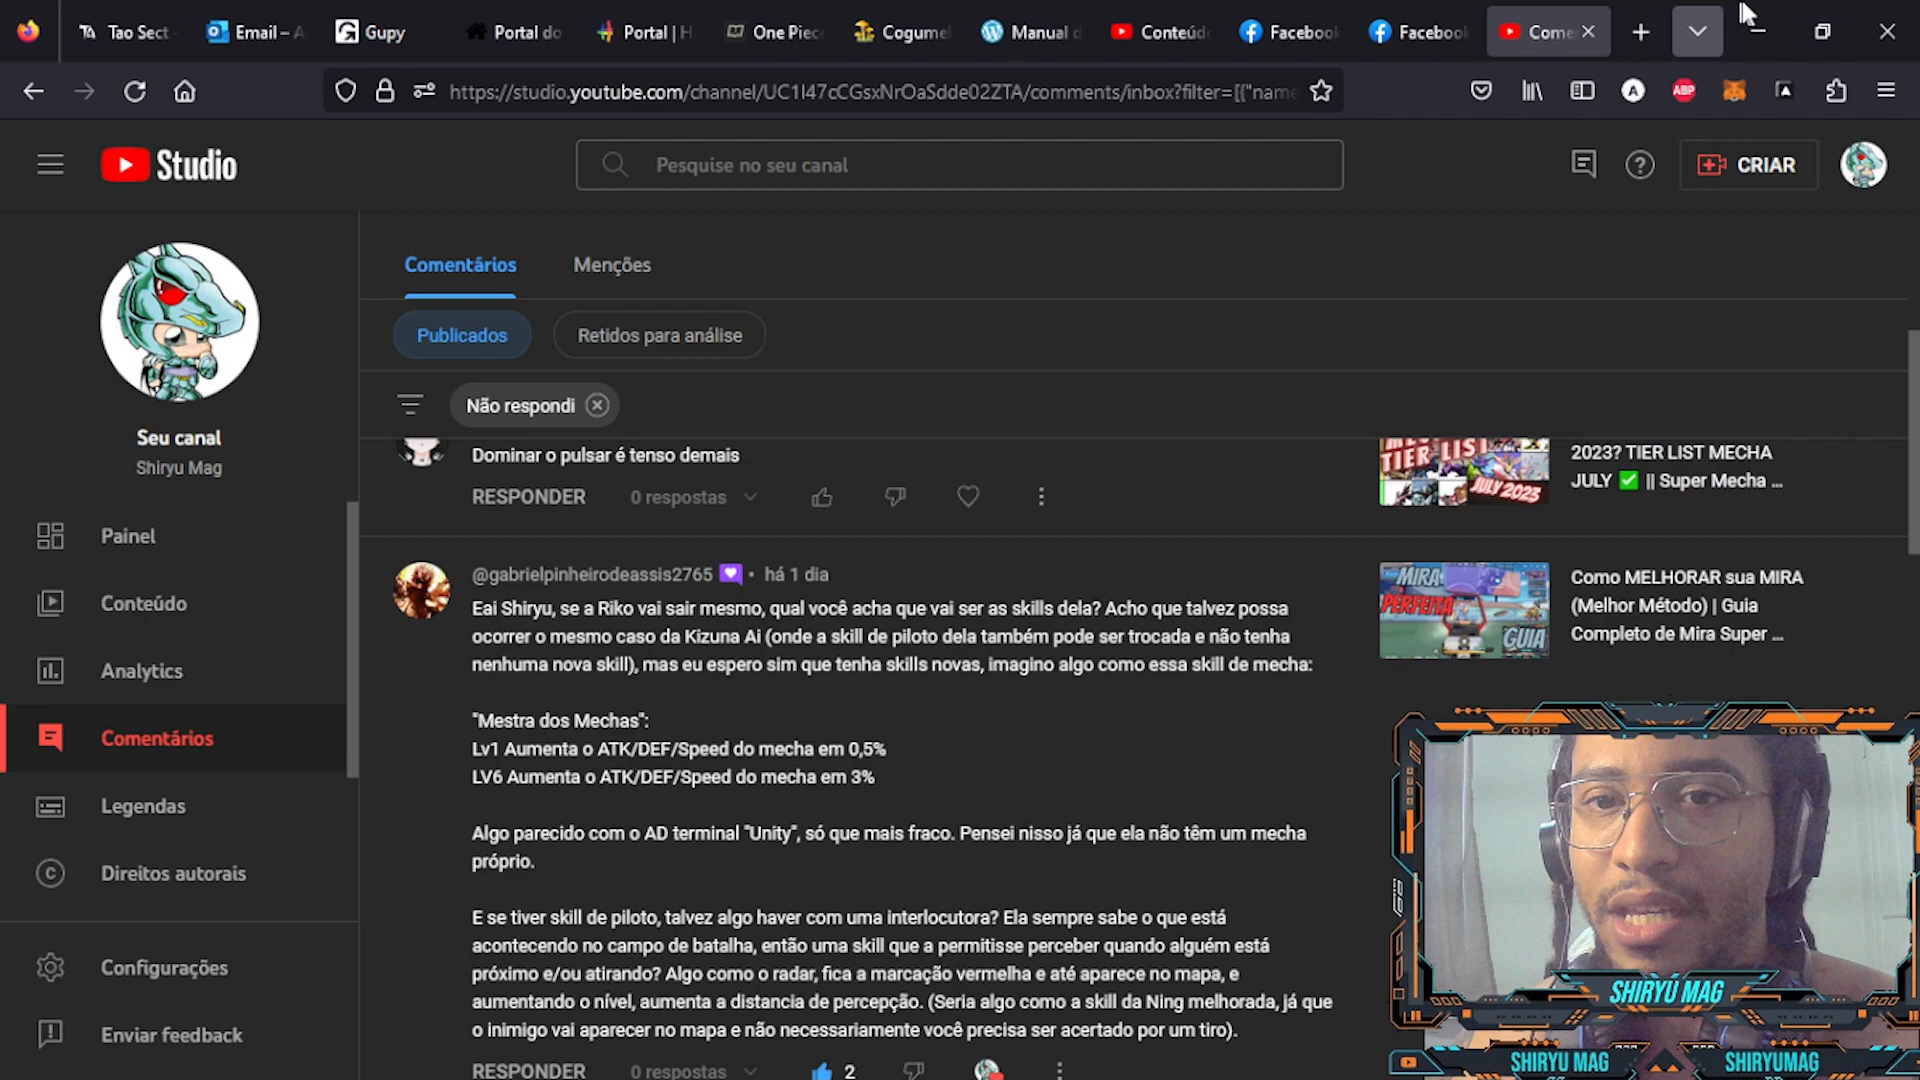 Tao Sect
Email – A
Gupy
Portal do
Portal | H
One Piec
Cogume
Manual d
Conteúdo
Facebook
Facebook
Come
https://studio.youtube.com/channel/UC1l47cCGsxNrOaSdde02ZTA/comments/inbox?filter=[{"name
ABP
Studio
Pesquise no seu canal
CRIAR
Seu canal
Shiryu Mag
Painel
Conteúdo
Analytics
Comentários
Legendas
Direitos autorais
Configurações
Enviar feedback
Comentários
Menções
Publicados
Retidos para análise
Não respondi
Dominar o pulsar é tenso demais
RESPONDER
0 respostas
TIER LIST
JULY 2023
2023? TIER LIST MECHA
JULY ✅ || Super Mecha ...
@gabrielpinheirodeassis2765 • há 1 dia
Eai Shiryu, se a Riko vai sair mesmo, qual você acha que vai ser as skills dela? Acho que talvez possa
ocorrer o mesmo caso da Kizuna Ai (onde a skill de piloto dela também pode ser trocada e não tenha
nenhuma nova skill), mas eu espero sim que tenha skills novas, imagino algo como essa skill de mecha:
"Mestra dos Mechas":
Lv1 Aumenta o ATK/DEF/Speed do mecha em 0,5%
LV6 Aumenta o ATK/DEF/Speed do mecha em 3%
Algo parecido com o AD terminal "Unity", só que mais fraco. Pensei nisso já que ela não têm um mecha
próprio.
E se tiver skill de piloto, talvez algo haver com uma interlocutora? Ela sempre sabe o que está
acontecendo no campo de batalha, então uma skill que a permitisse perceber quando alguém está
próximo e/ou atirando? Algo como o radar, fica a marcação vermelha e até aparece no mapa, e
aumentando o nível, aumenta a distancia de percepção. (Seria algo como a skill da Ning melhorada, já que
o inimigo vai aparecer no mapa e não necessariamente você precisa ser acertado por um tiro).
RESPONDER
0 respostas
2
MIRA
PERFEITA
GUIA
Como MELHORAR sua MIRA
(Melhor Método) | Guia
Completo de Mira Super ...
SHIRYU MAG
SHIRYU MAG
SHIRYUMAG